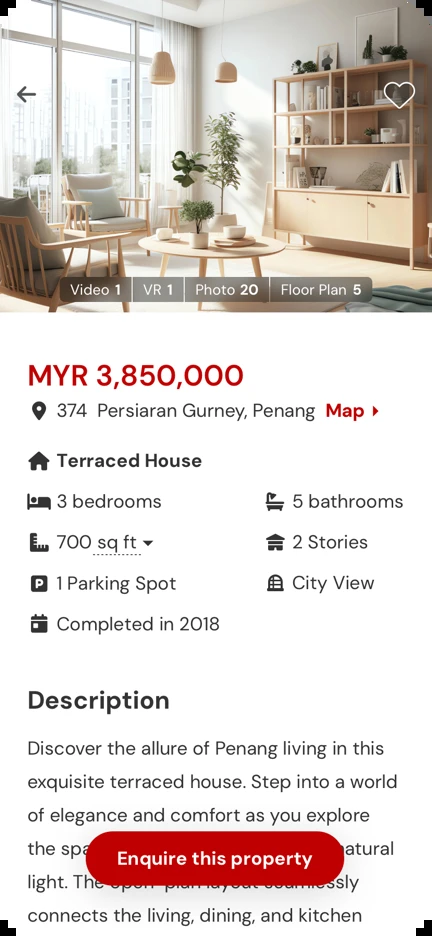 Video 1 VR 1 Photo 20 Floor Plan 5
MYR 3,850,000
374 Persiaran Gurney, Penang Map
Terraced House
3 bedrooms 5 bathrooms
700 sq ft 2 Stories
1 Parking Spot City View
Completed in 2018
Description
Discover the allure of Penang living in this
exquisite terraced house. Step into a world
of elegance and comfort as you explore
the
Enquire this property
light. The open-plan layout seamlessly
connects the living, dining, and kitchen